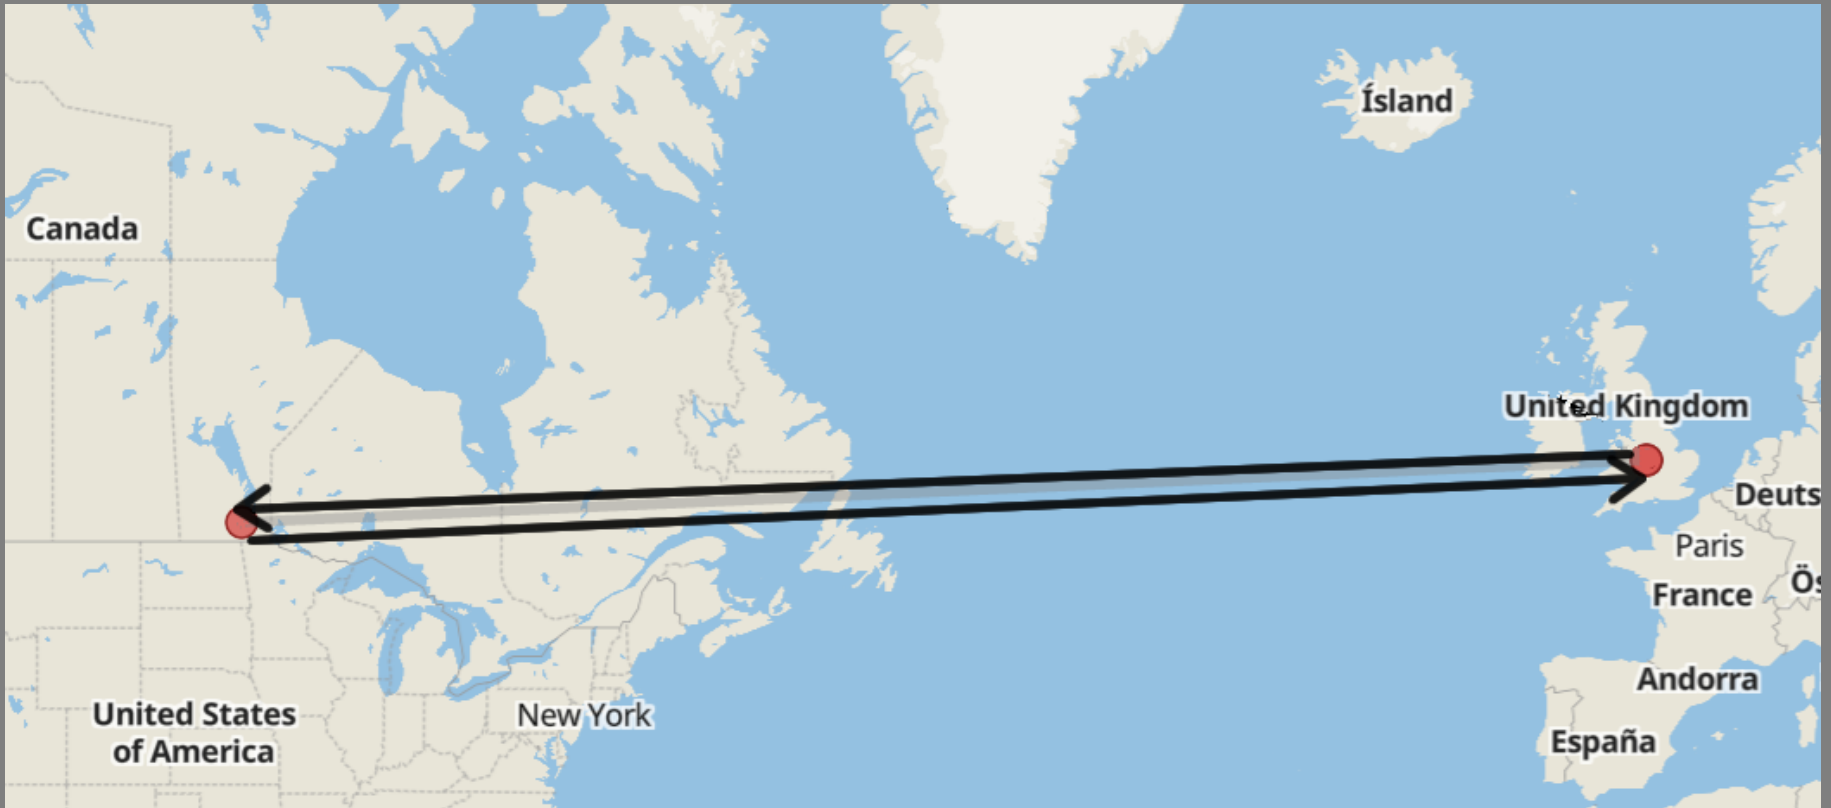 Ísland
Canada
United Kingdom
Deuts
Paris
Ös
France
Andorra
United States
of America
New York
España